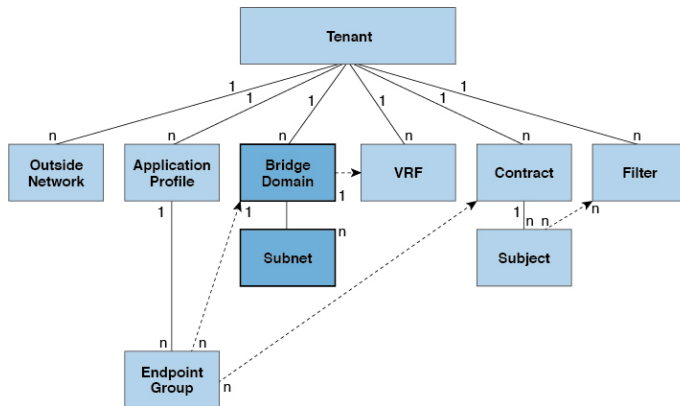 Tenant
1 1 1 1 1 1
n n n n n n
Outside
Network
Application
Profile
Bridge
Domain
VRF
Contract
Filter
1 1 1 1 n
n n n
Subnet
Subject
n n
n
Endpoint
Group